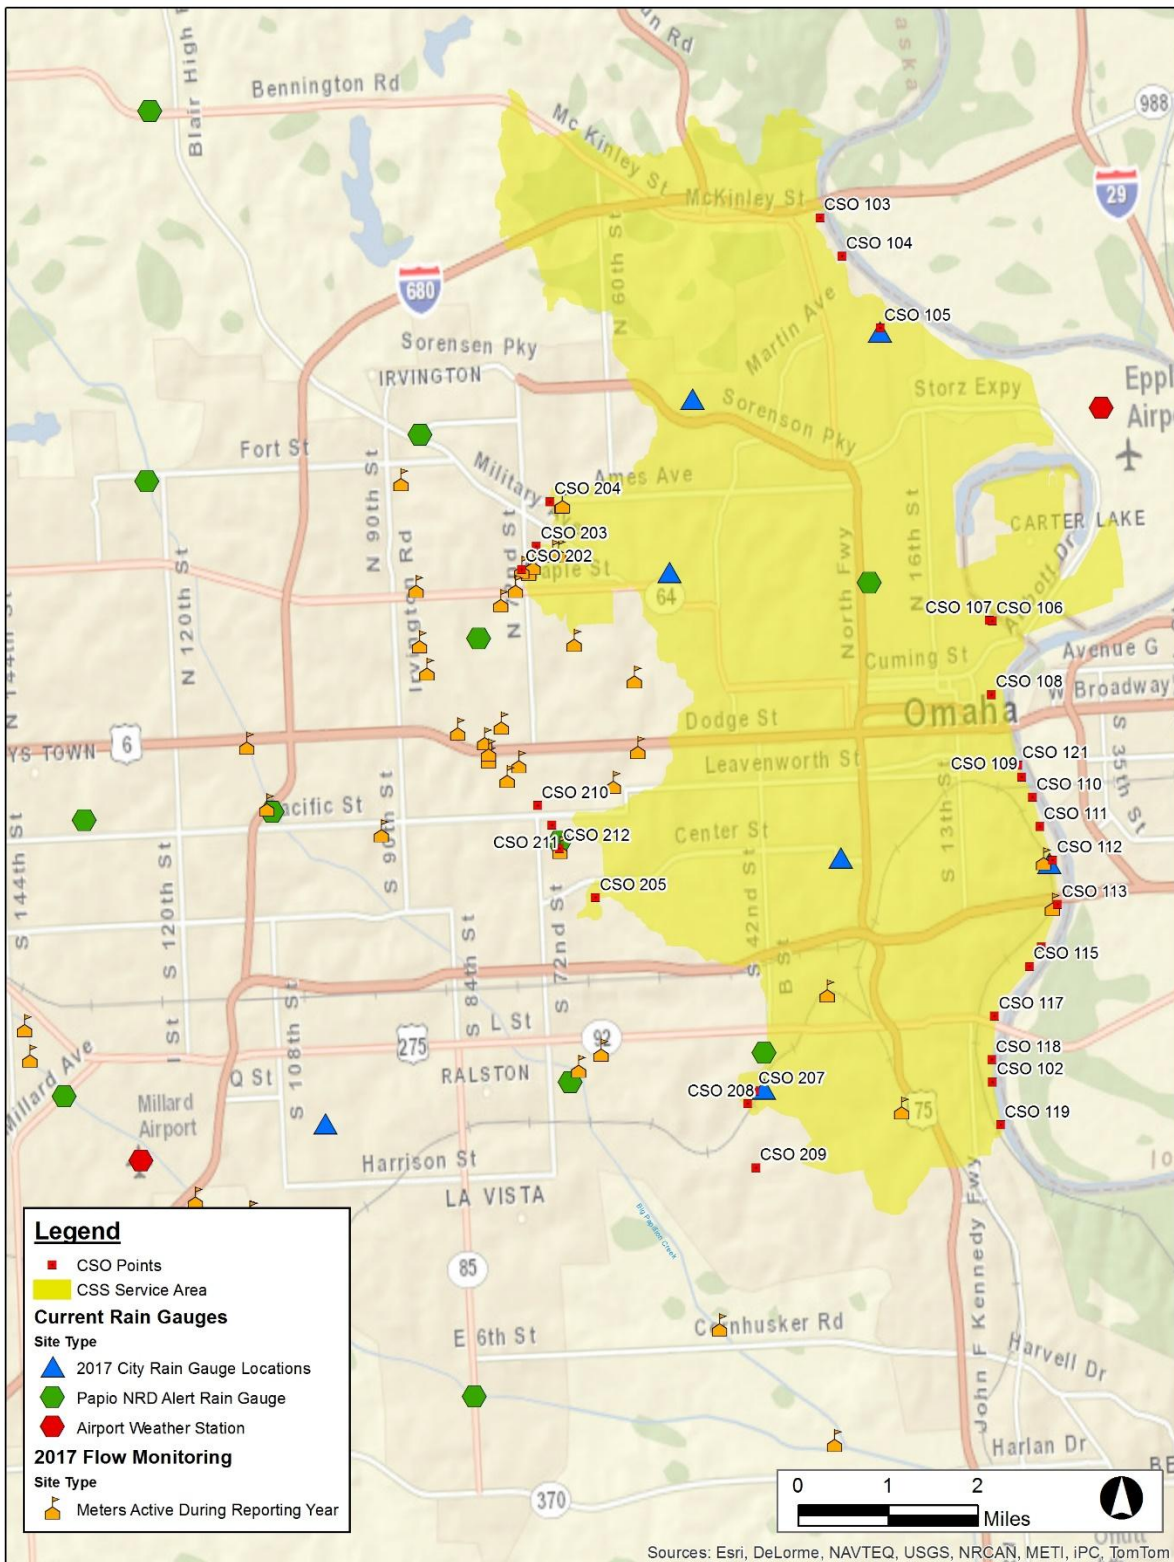 Blair High
Bennington Rd
Mc Kinley St
McKinley St
988
29
680
CSO 103
CSO 104
CSO 105
N 60th St
Martin Ave
Sorensen Pky
IRVINGTON
Storz Expy
Sorenson Pky
Fort St
N 90th St
Military
Ames Ave
CSO 204
CSO 203
CSO 202
64
N 16th St
North Fwy
CARTER LAKE
Abbott Dr
N 120th St
N 144th St
Irvington Rd
CSO 107
CSO 106
Cuming St
Avenue G
W Broadway
CSO 108
Omaha
Dodge St
6
YS TOWN
S 35th St
Leavenworth St
CSO 121
CSO 109
CSO 110
CSO 210
CSO 111
Center St
CSO 212
CSO 211
CSO 112
S 13th St
S 90th St
S 144th St
S 120th St
CSO 205
CSO 113
S 42nd St
S 72nd St
S 84th St
B St
CSO 115
S 108th St
L St
I St
CSO 117
275
92
Millard Ave
Q St
RALSTON
CSO 118
CSO 102
CSO 207
CSO 208
75
Millard
Airport
CSO 119
Harrison St
CSO 209
LA VISTA
Big Papillion Creek
John F Kennedy Fwy
85
E 6th St
Harvell Dr
Harlan Dr
370
Legend
CSO Points
CSS Service Area
Current Rain Gauges
Site Type
2017 City Rain Gauge Locations
Papio NRD Alert Rain Gauge
Airport Weather Station
2017 Flow Monitoring
Site Type
Meters Active During Reporting Year
0 1 2
Miles
Sources: Esri, DeLorme, NAVTEQ, USGS, NRCAN, METI, iPC, TomTom